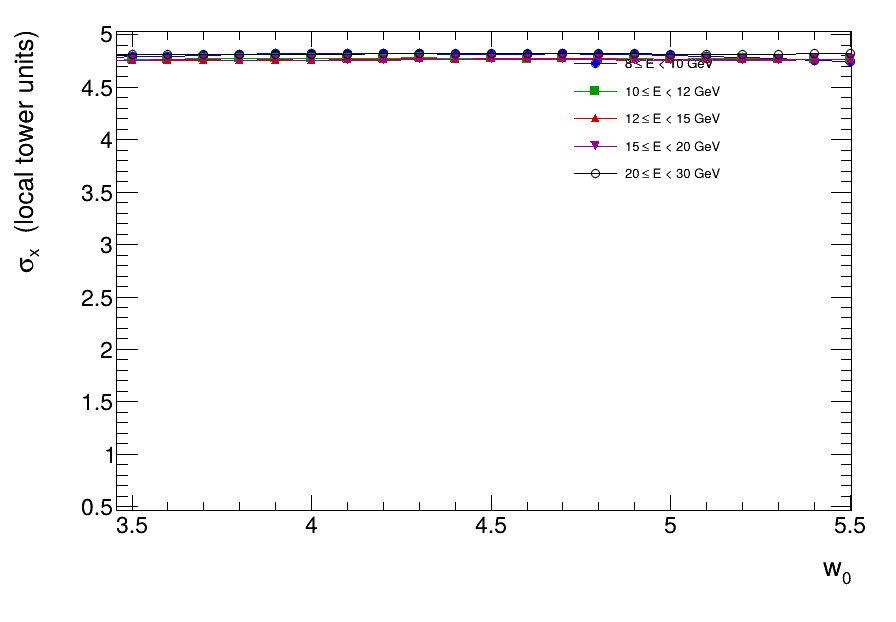 σx (local tower units)
5
4.5
4
3.5
3
2.5
2
1.5
1
0.5
8 ≤ E < 10 GeV
10 ≤ E < 12 GeV
12 ≤ E < 15 GeV
15 ≤ E < 20 GeV
20 ≤ E < 30 GeV
3.5 4 4.5 5 5.5
w0